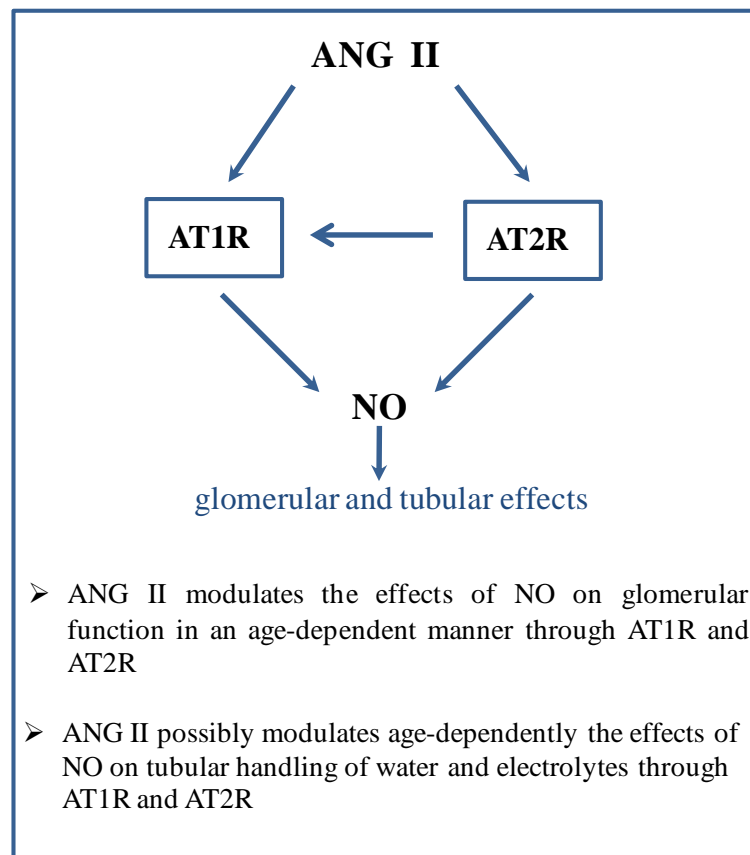 ANG II
AT1R
AT2R
NO
glomerular and tubular effects
➢ ANG II modulates the effects of NO on glomerular
function in an age-dependent manner through AT1R and
AT2R
➢ ANG II possibly modulates age-dependently the effects of
NO on tubular handling of water and electrolytes through
AT1R and AT2R